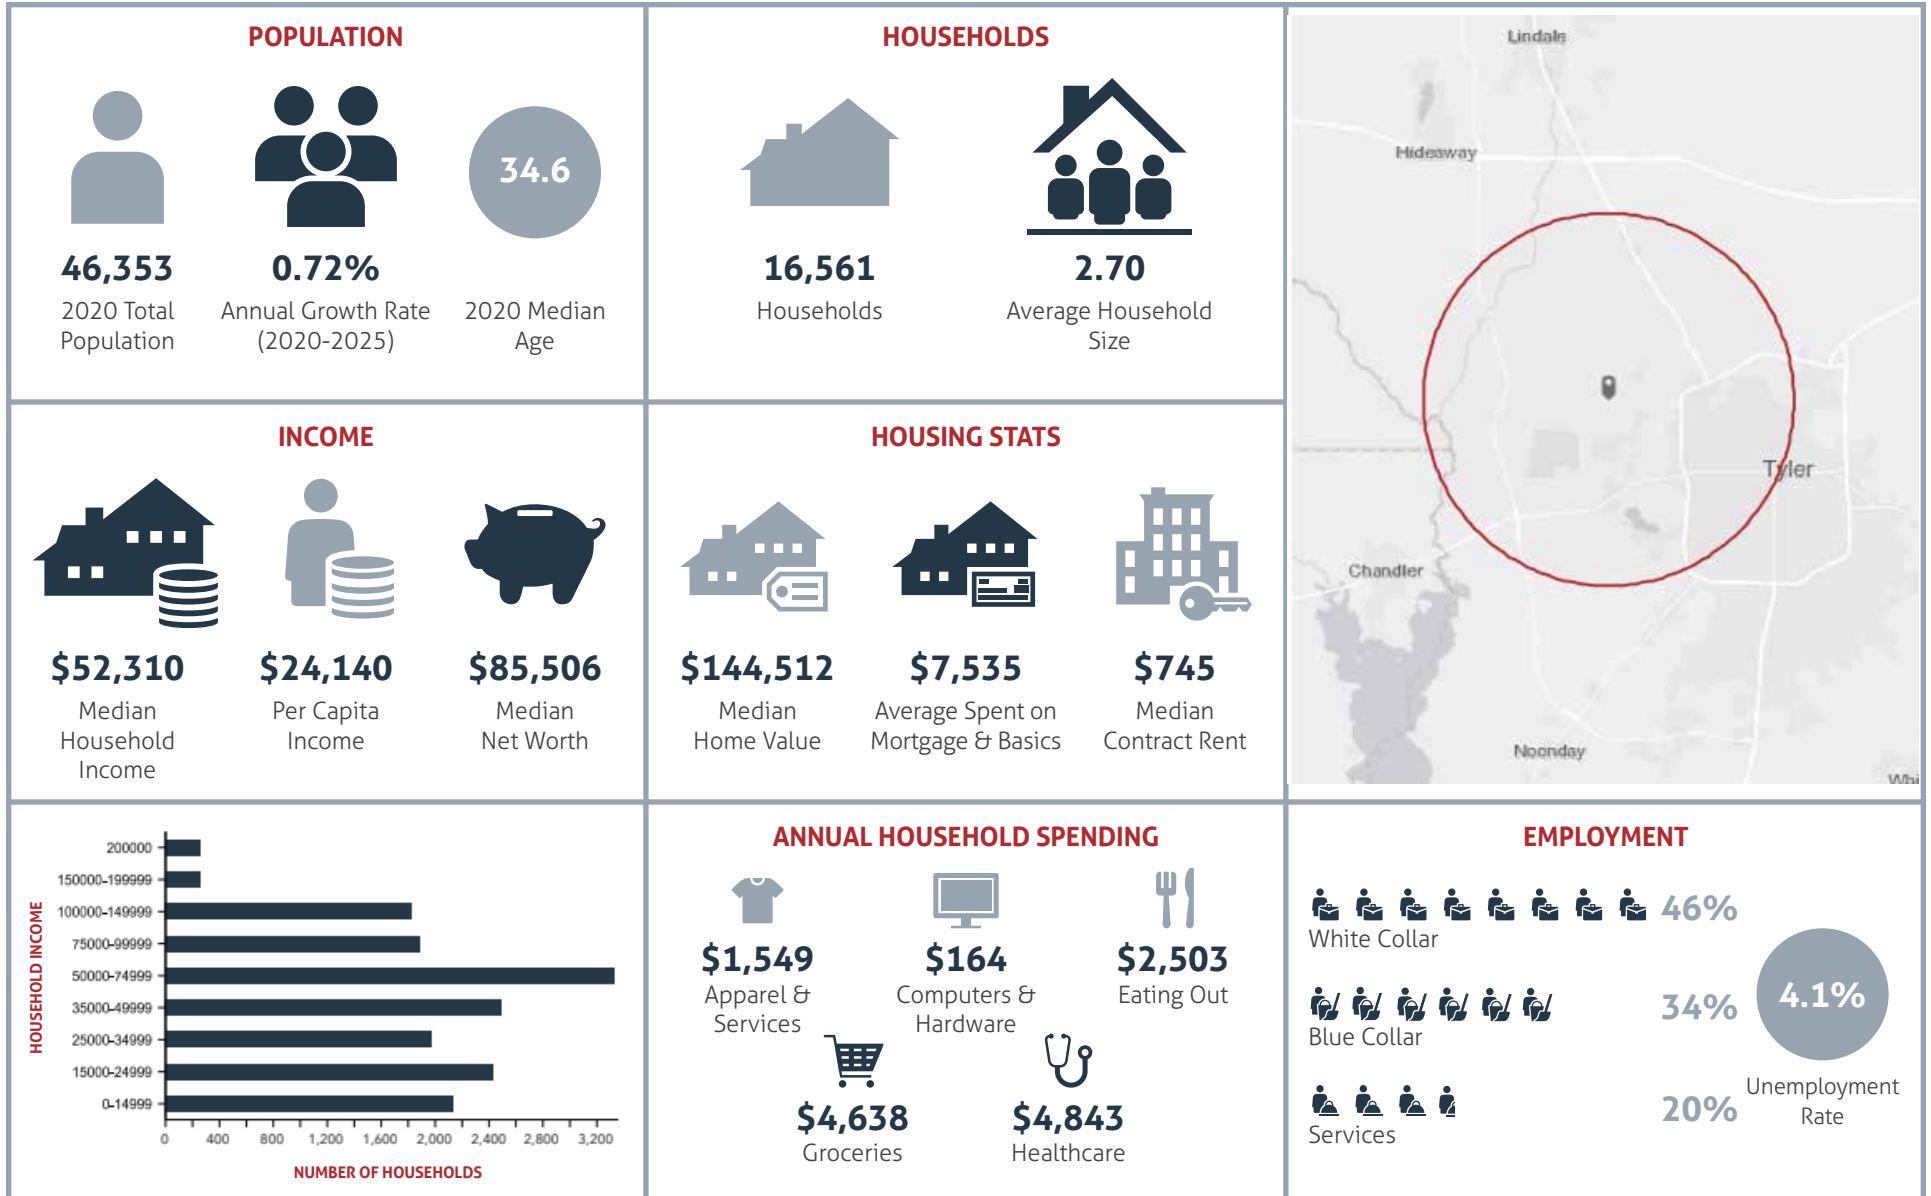 POPULATION
34.6
46,353
0.72%
2020 Total
Population
Annual Growth Rate
(2020-2025)
2020 Median
Age
HOUSEHOLDS
16,561
2.70
Households
Average Household
Size
Lindale
Hideaway
Tyler
Chandler
Noonday
Whi
INCOME
$52,310
$24,140
$85,506
Median
Household
Income
Per Capita
Income
Median
Net Worth
HOUSING STATS
$144,512
$7,535
$745
Median
Home Value
Average Spent on
Mortgage & Basics
Median
Contract Rent
HOUSEHOLD INCOME
200000
150000-199999
100000-149999
75000-99999
50000-74999
35000-49999
25000-34999
15000-24999
0-14999
0 400 800 1,200 1,600 2,000 2,400 2,800 3,200
NUMBER OF HOUSEHOLDS
ANNUAL HOUSEHOLD SPENDING
$1,549
$164
$2,503
Apparel &
Services
Computers &
Hardware
Eating Out
$4,638
$4,843
Groceries
Healthcare
EMPLOYMENT
46%
White Collar
34%
Blue Collar
20%
Services
4.1%
Unemployment
Rate